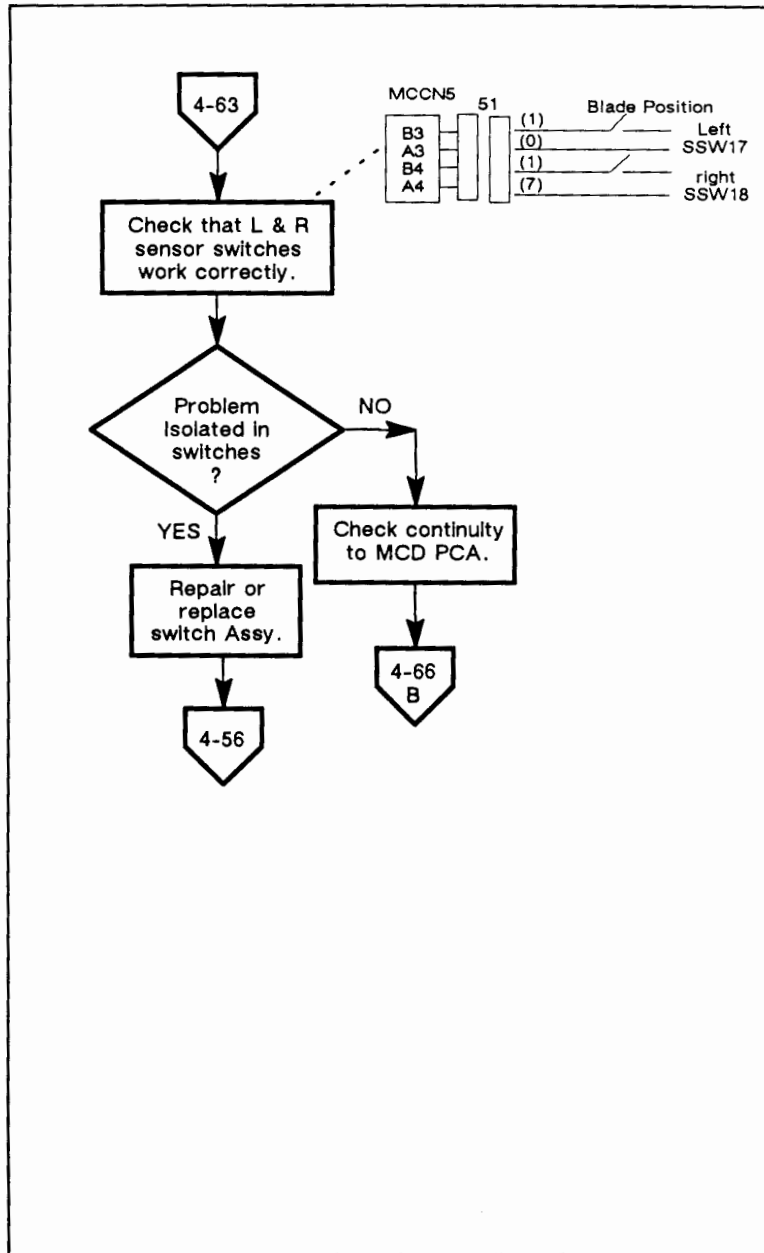 4-63
MCCN5
51
Blade Position
B3
A3
B4
A4
(1)
(0)
(1)
(7)
Left
SSW17
right
SSW18
Check that L & R
sensor switches
work correctly.
Problem
Isolated in
switches
?
NO
YES
Check continuity
to MCD PCA.
Repair or
replace
switch Assy.
4-66
B
4-56